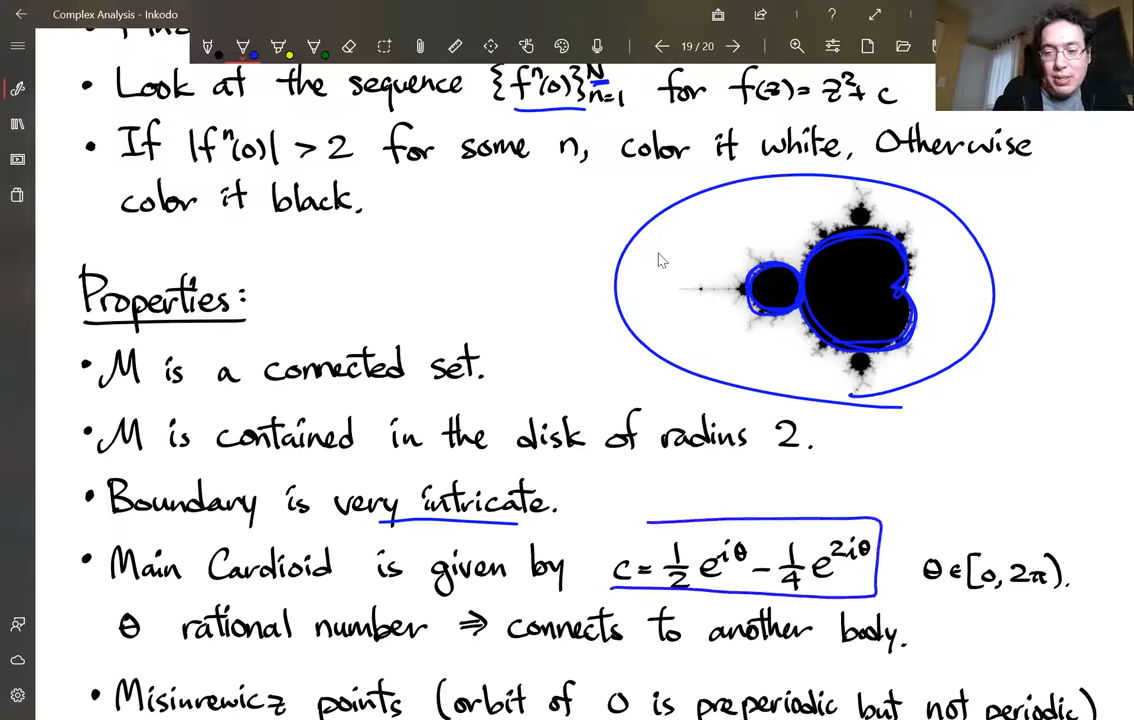 Complex Analysis - Inkodo
19 / 20
• Look at the sequence {fⁿ(0)}ᴺₙ₌₁ for f(z) = z² + c
• If |fⁿ(0)| > 2 for some n, color it white. Otherwise
color it black.
Properties:
• M is a connected set.
• M is contained in the disk of radius 2.
• Boundary is very intricate.
• Main Cardioid is given by c = 1/2 e^{iθ} − 1/4 e^{2iθ} θ ∈ [0, 2π).
θ rational number ⇒ connects to another body.
• Misiurewicz points (orbit of 0 is preperiodic but not periodic)